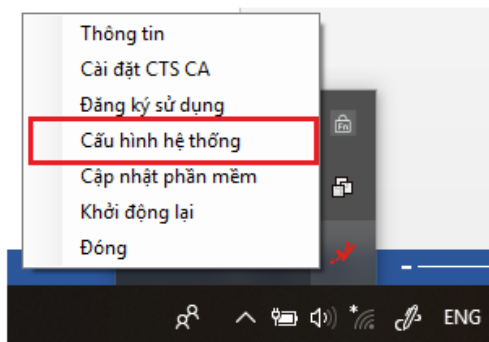 Thông tin
Cài đặt CTS CA
Đăng ký sử dụng
Cấu hình hệ thống
Cập nhật phần mềm
Khởi động lại
Đóng
Fn
ENG